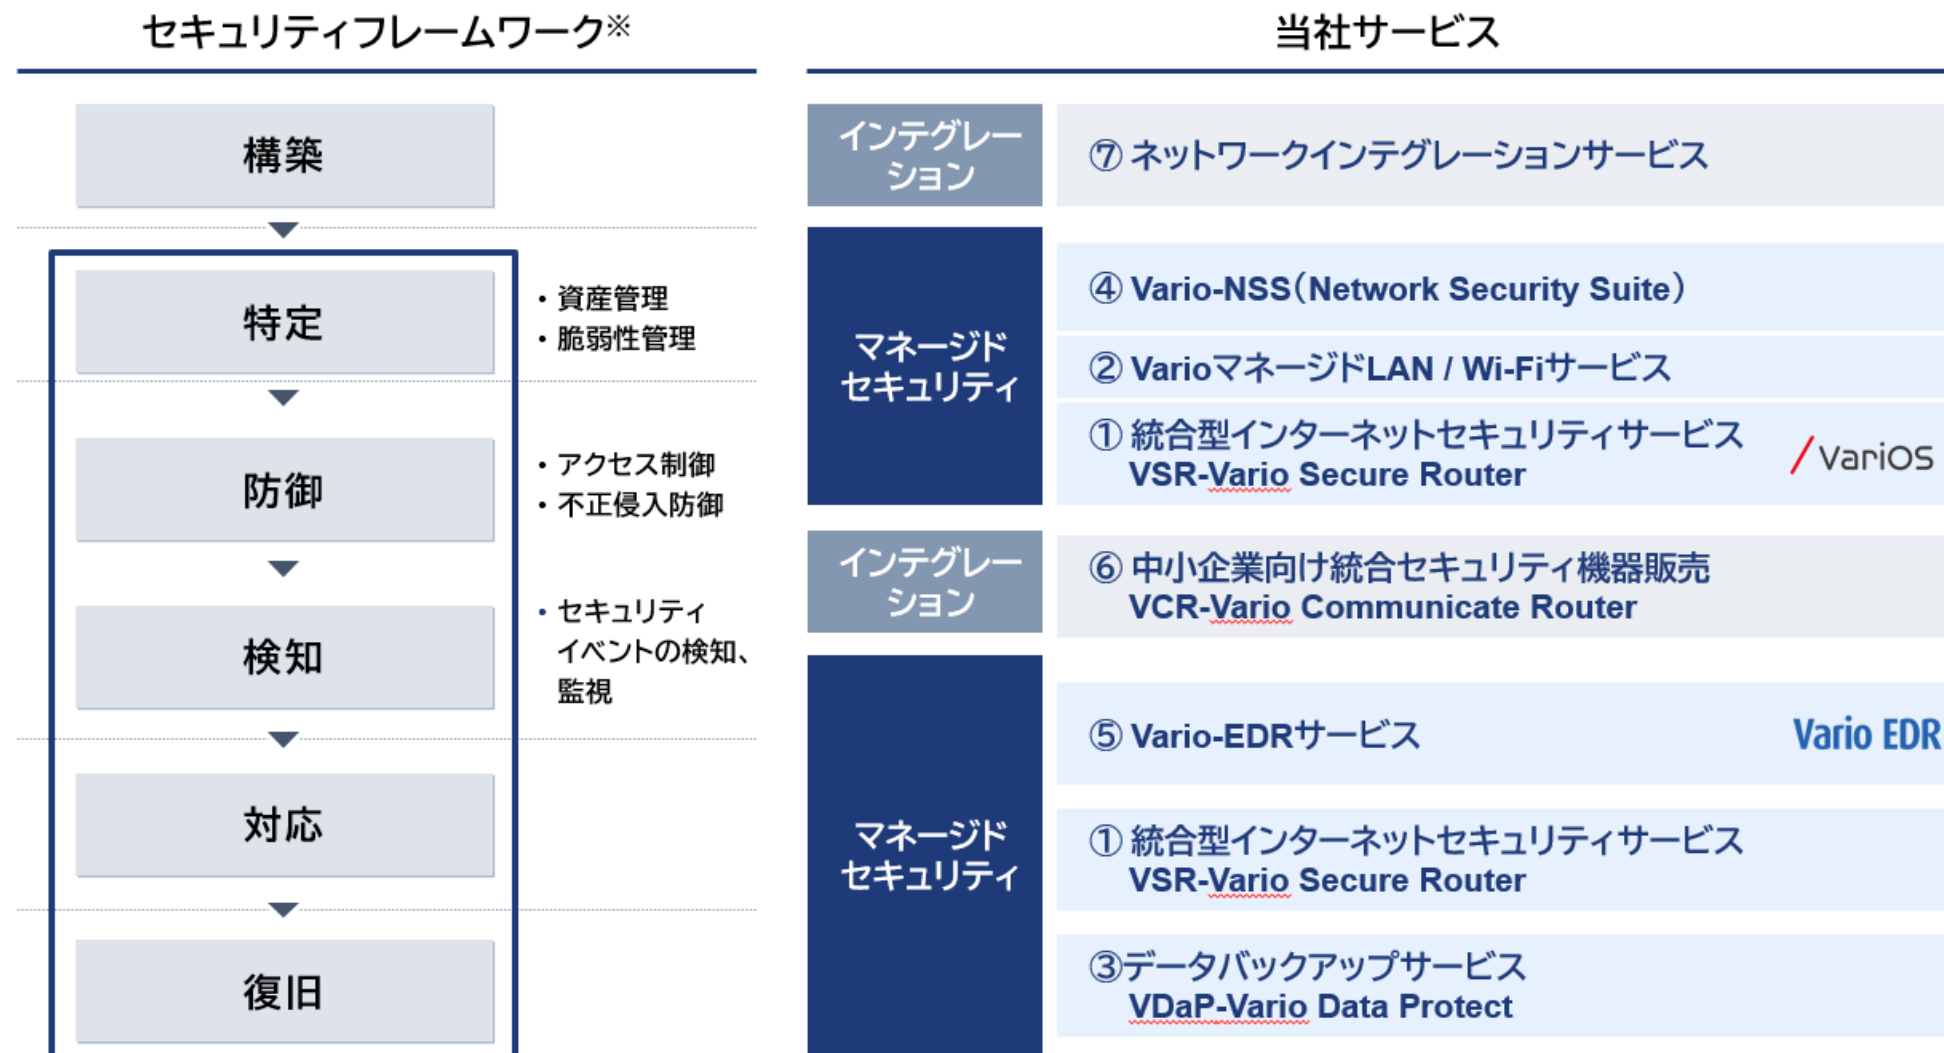 セキュリティフレームワーク※
当社サービス
構築
特定
・資産管理
・脆弱性管理
防御
・アクセス制御
・不正侵入防御
検知
・セキュリティ
イベントの検知、
監視
対応
復旧
インテグレー
ション
⑦ ネットワークインテグレーションサービス
マネージド
セキュリティ
④ Vario-NSS（Network Security Suite）
② VarioマネージドLAN / Wi-Fiサービス
① 統合型インターネットセキュリティサービス
VSR-Vario Secure Router
VariOS
インテグレー
ション
⑥ 中小企業向け統合セキュリティ機器販売
VCR-Vario Communicate Router
マネージド
セキュリティ
⑤ Vario-EDRサービス
Vario EDR
① 統合型インターネットセキュリティサービス
VSR-Vario Secure Router
③データバックアップサービス
VDaP-Vario Data Protect